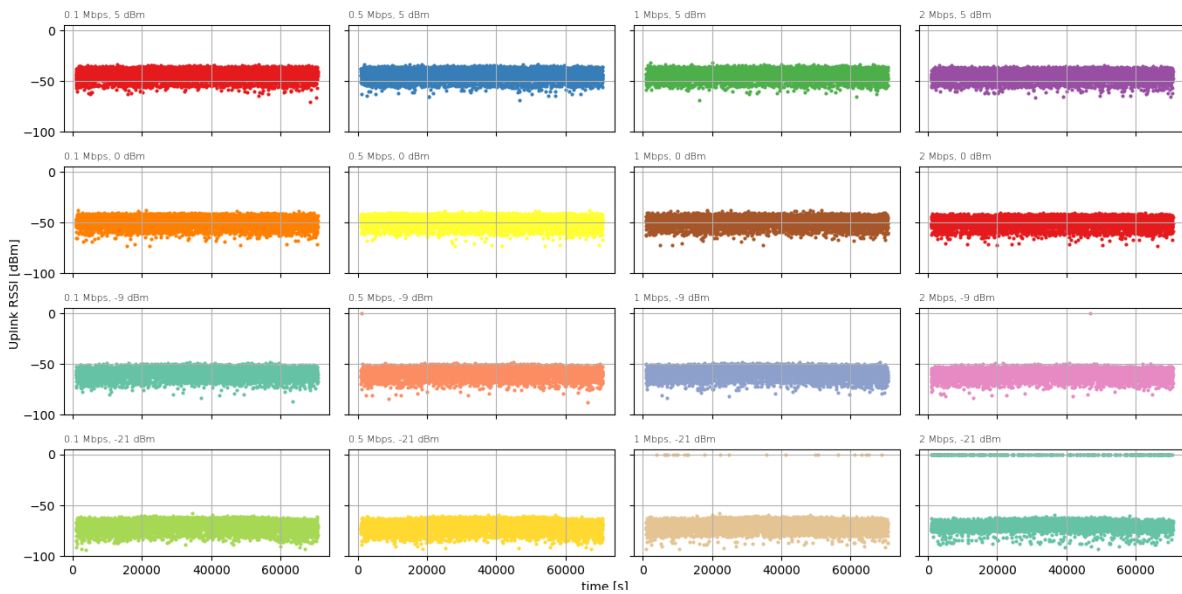 0.1 Mbps, 5 dBm
0.5 Mbps, 5 dBm
1 Mbps, 5 dBm
2 Mbps, 5 dBm
0
−50
−100
0.1 Mbps, 0 dBm
0.5 Mbps, 0 dBm
1 Mbps, 0 dBm
2 Mbps, 0 dBm
0
−50
−100
Uplink RSSI [dBm]
0.1 Mbps, -9 dBm
0.5 Mbps, -9 dBm
1 Mbps, -9 dBm
2 Mbps, -9 dBm
0
−50
−100
0.1 Mbps, -21 dBm
0.5 Mbps, -21 dBm
1 Mbps, -21 dBm
2 Mbps, -21 dBm
0
−50
−100
0 20000 40000 60000
0 20000 40000 60000
0 20000 40000 60000
0 20000 40000 60000
time [s]